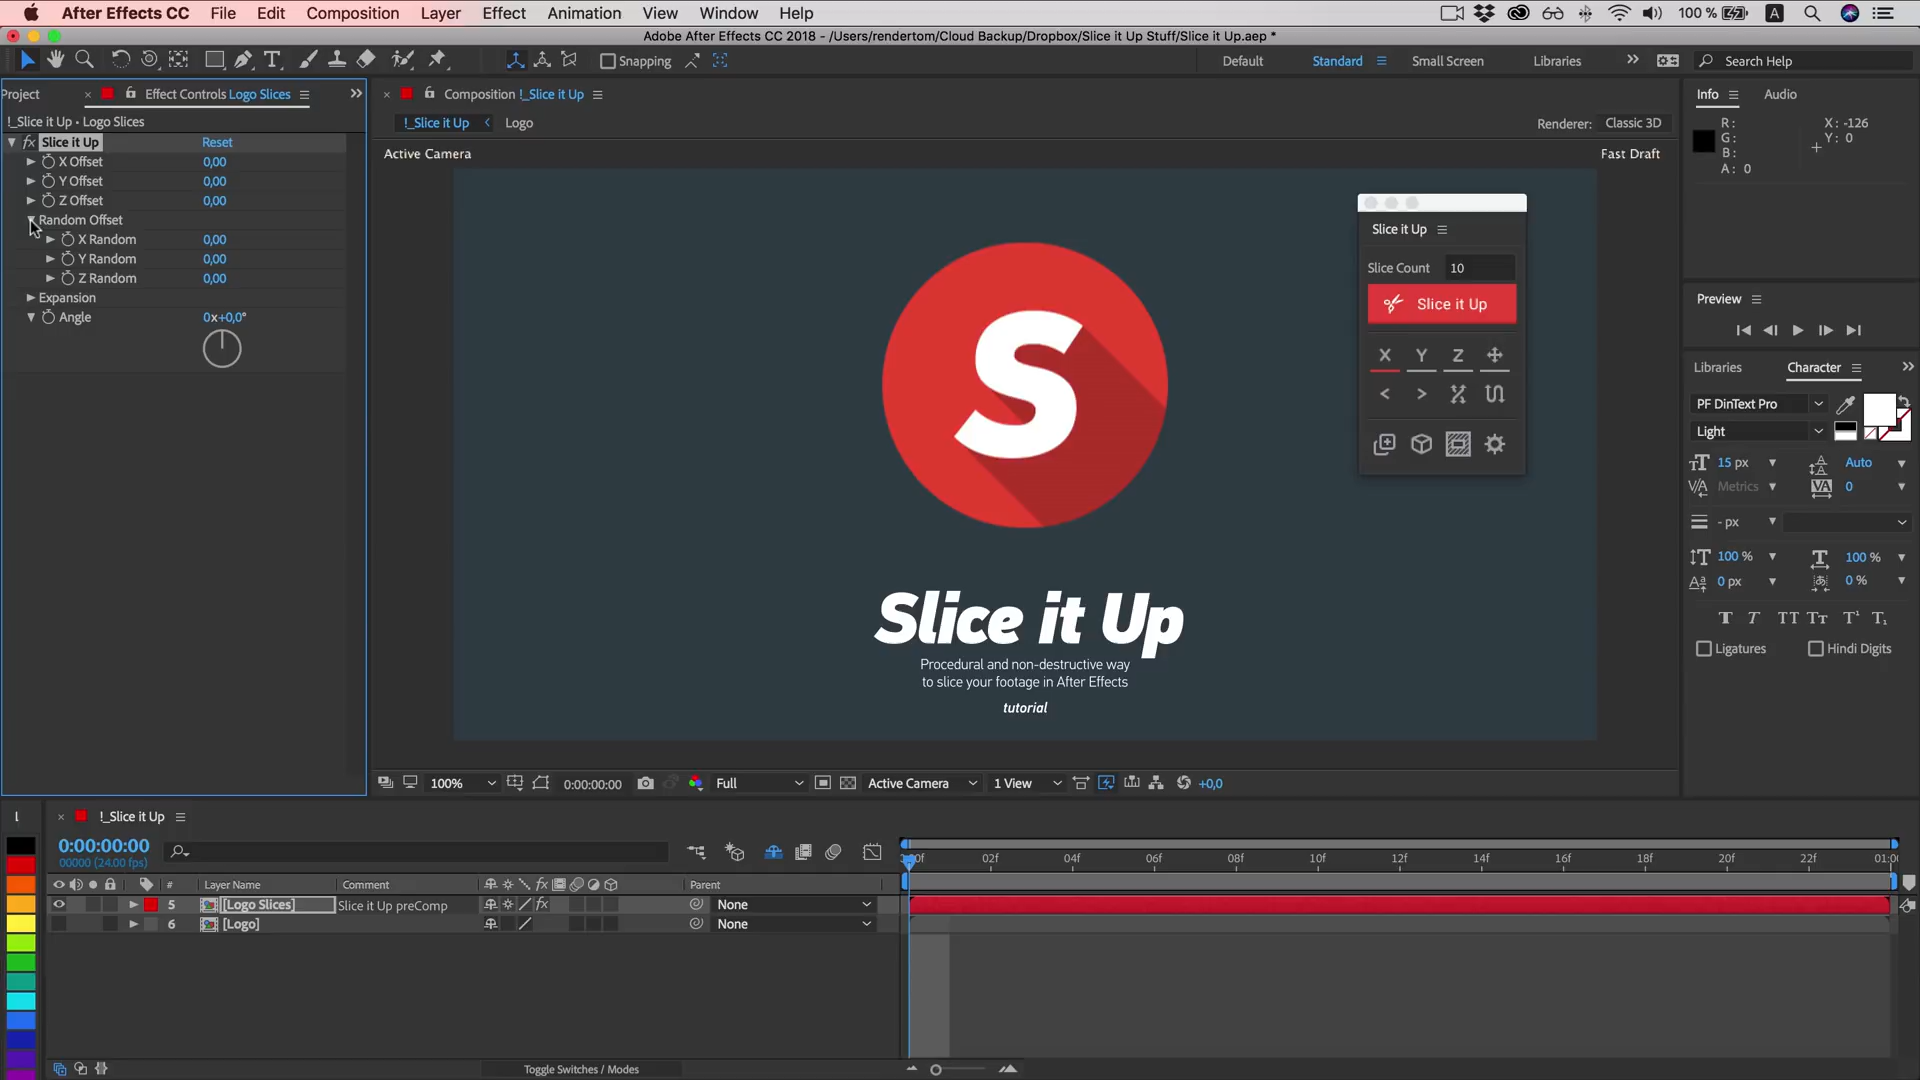 After Effects CC File Edit Composition Layer Effect Animation View Window Help 100 % A
Adobe After Effects CC 2018 - /Users/rendertom/Cloud Backup/Dropbox/Slice it Up Stuff/Slice it Up.aep *
Snapping Default Standard Small Screen Libraries Search Help
Project Effect Controls Logo Slices
!_Slice it Up • Logo Slices
fx Slice it Up Reset
X Offset 0,00
Y Offset 0,00
Z Offset 0,00
Random Offset
X Random 0,00
Y Random 0,00
Z Random 0,00
Expansion
Angle 0x+0,0°
Composition !_Slice it Up
!_Slice it Up Logo
Renderer: Classic 3D
Active Camera Fast Draft
S
Slice it Up
Procedural and non-destructive way
to slice your footage in After Effects
tutorial
Slice it Up
Slice Count 10
Slice it Up
X Y Z
< >
100% 0:00:00:00 Full Active Camera 1 View +0,0
Info Audio
R: X: -126
G: Y: 0
B:
A: 0
Preview
Libraries Character
PF DinText Pro
Light
15 px Auto
Metrics 0
- px
100 % 100 %
0 px 0 %
T T TT Tt T¹ T₁
Ligatures Hindi Digits
!_Slice it Up
0:00:00:00
00000 (24.00 fps)
02f 04f 06f 08f 10f 12f 14f 16f 18f 20f 22f 01:0
# Layer Name Comment fx Parent
5 [Logo Slices] Slice it Up preComp fx None
6 [Logo] None
Toggle Switches / Modes